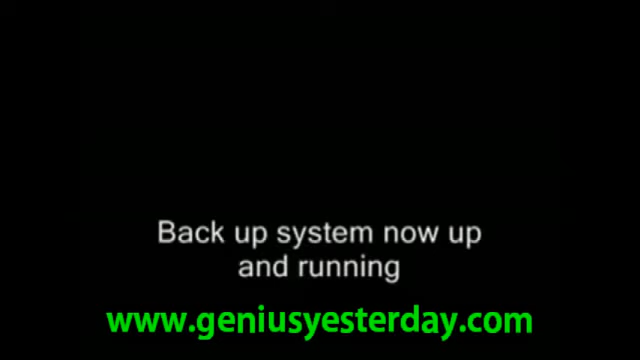 Back up system now up
and running
www.geniusyesterday.com